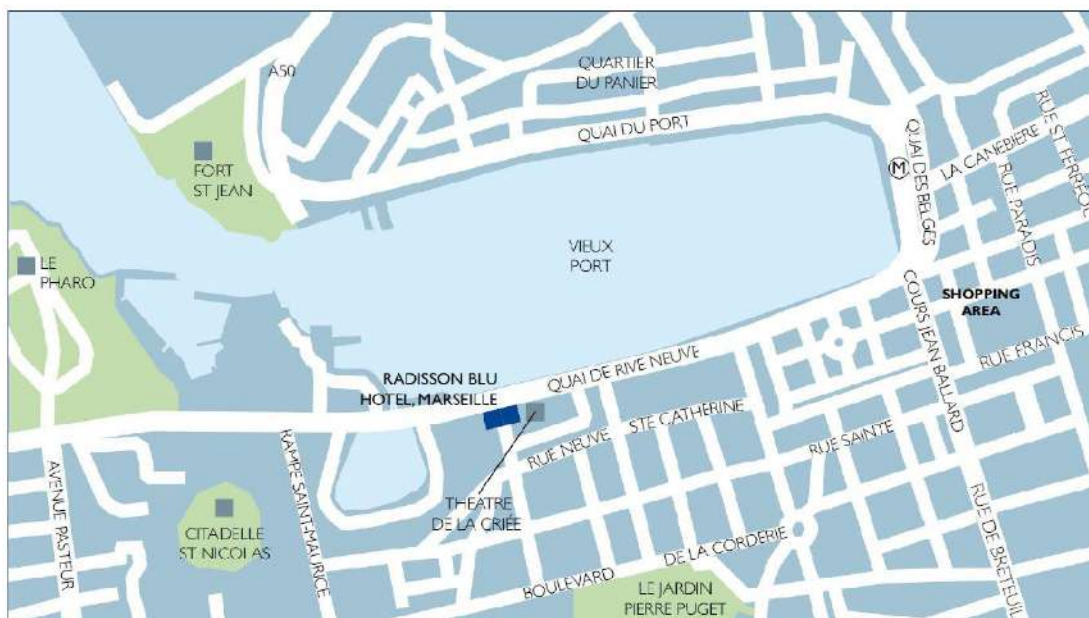 A50
QUARTIER
DU PANIER
QUAI DU PORT
RUE ST FERREOL
QUAI DES BELGES
LA CANEBIÈRE
M
FORT
ST JEAN
RUE PARADIS
LE
PHARO
VIEUX
PORT
SHOPPING
AREA
COURS JEAN BALLARD
RUE FRANCIS
QUAI DE RIVE NEUVE
RADISSON BLU
HOTEL, MARSEILLE
RUE NEUVE STE CATHERINE
RUE SAINTE
AVENUE PASTEUR
RAMPE SAINT-MAURICE
THEATRE
DE LA CRIÉE
CITADELLE
ST NICOLAS
BOULEVARD DE LA CORDERIE
RUE DE BRETEUIL
LE JARDIN
PIERRE PUGET